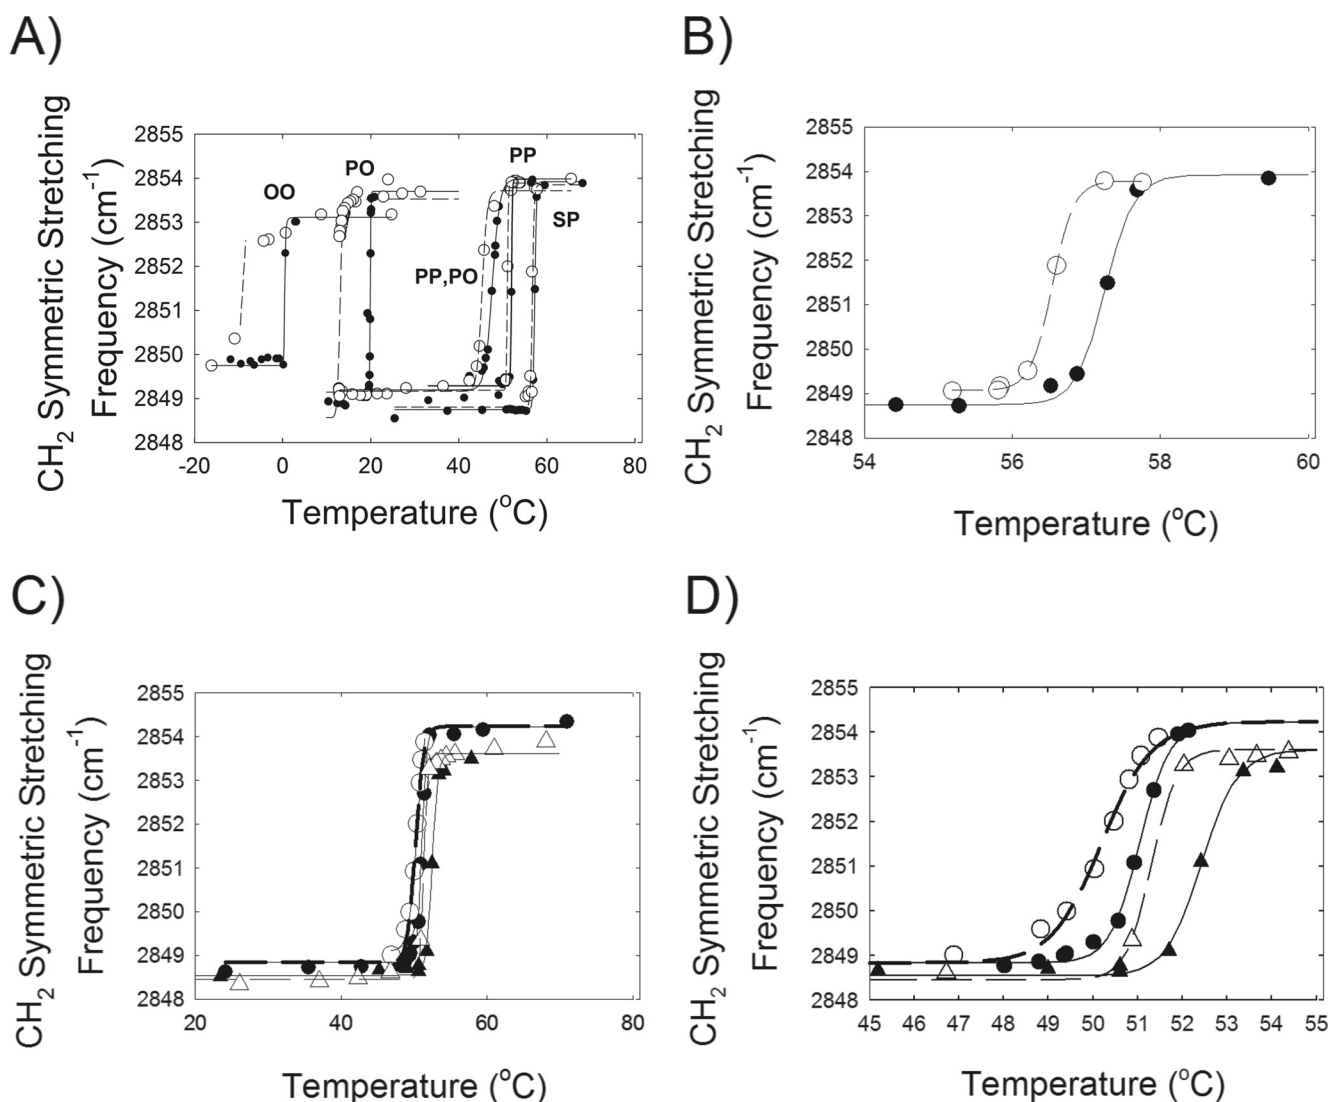 A)
CH2 Symmetric Stretching
Frequency (cm-1)
2855
2854
2853
2852
2851
2850
2849
2848
OO
PO
PP
SP
PP,PO
-20 0 20 40 60 80
Temperature (oC)
B)
CH2 Symmetric Stretching
Frequency (cm-1)
2855
2854
2853
2852
2851
2850
2849
2848
54 56 58 60
Temperature (oC)
C)
CH2 Symmetric Stretching
Frequency (cm-1)
2855
2854
2853
2852
2851
2850
2849
2848
20 40 60 80
Temperature (oC)
D)
CH2 Symmetric Stretching
Frequency (cm-1)
2855
2854
2853
2852
2851
2850
2849
2848
45 46 47 48 49 50 51 52 53 54 55
Temperature (oC)